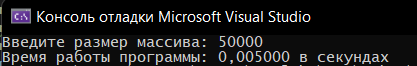 Консоль отладки Microsoft Visual Studio
Введите размер массива: 50000
Время работы программы: 0,005000 в секундах